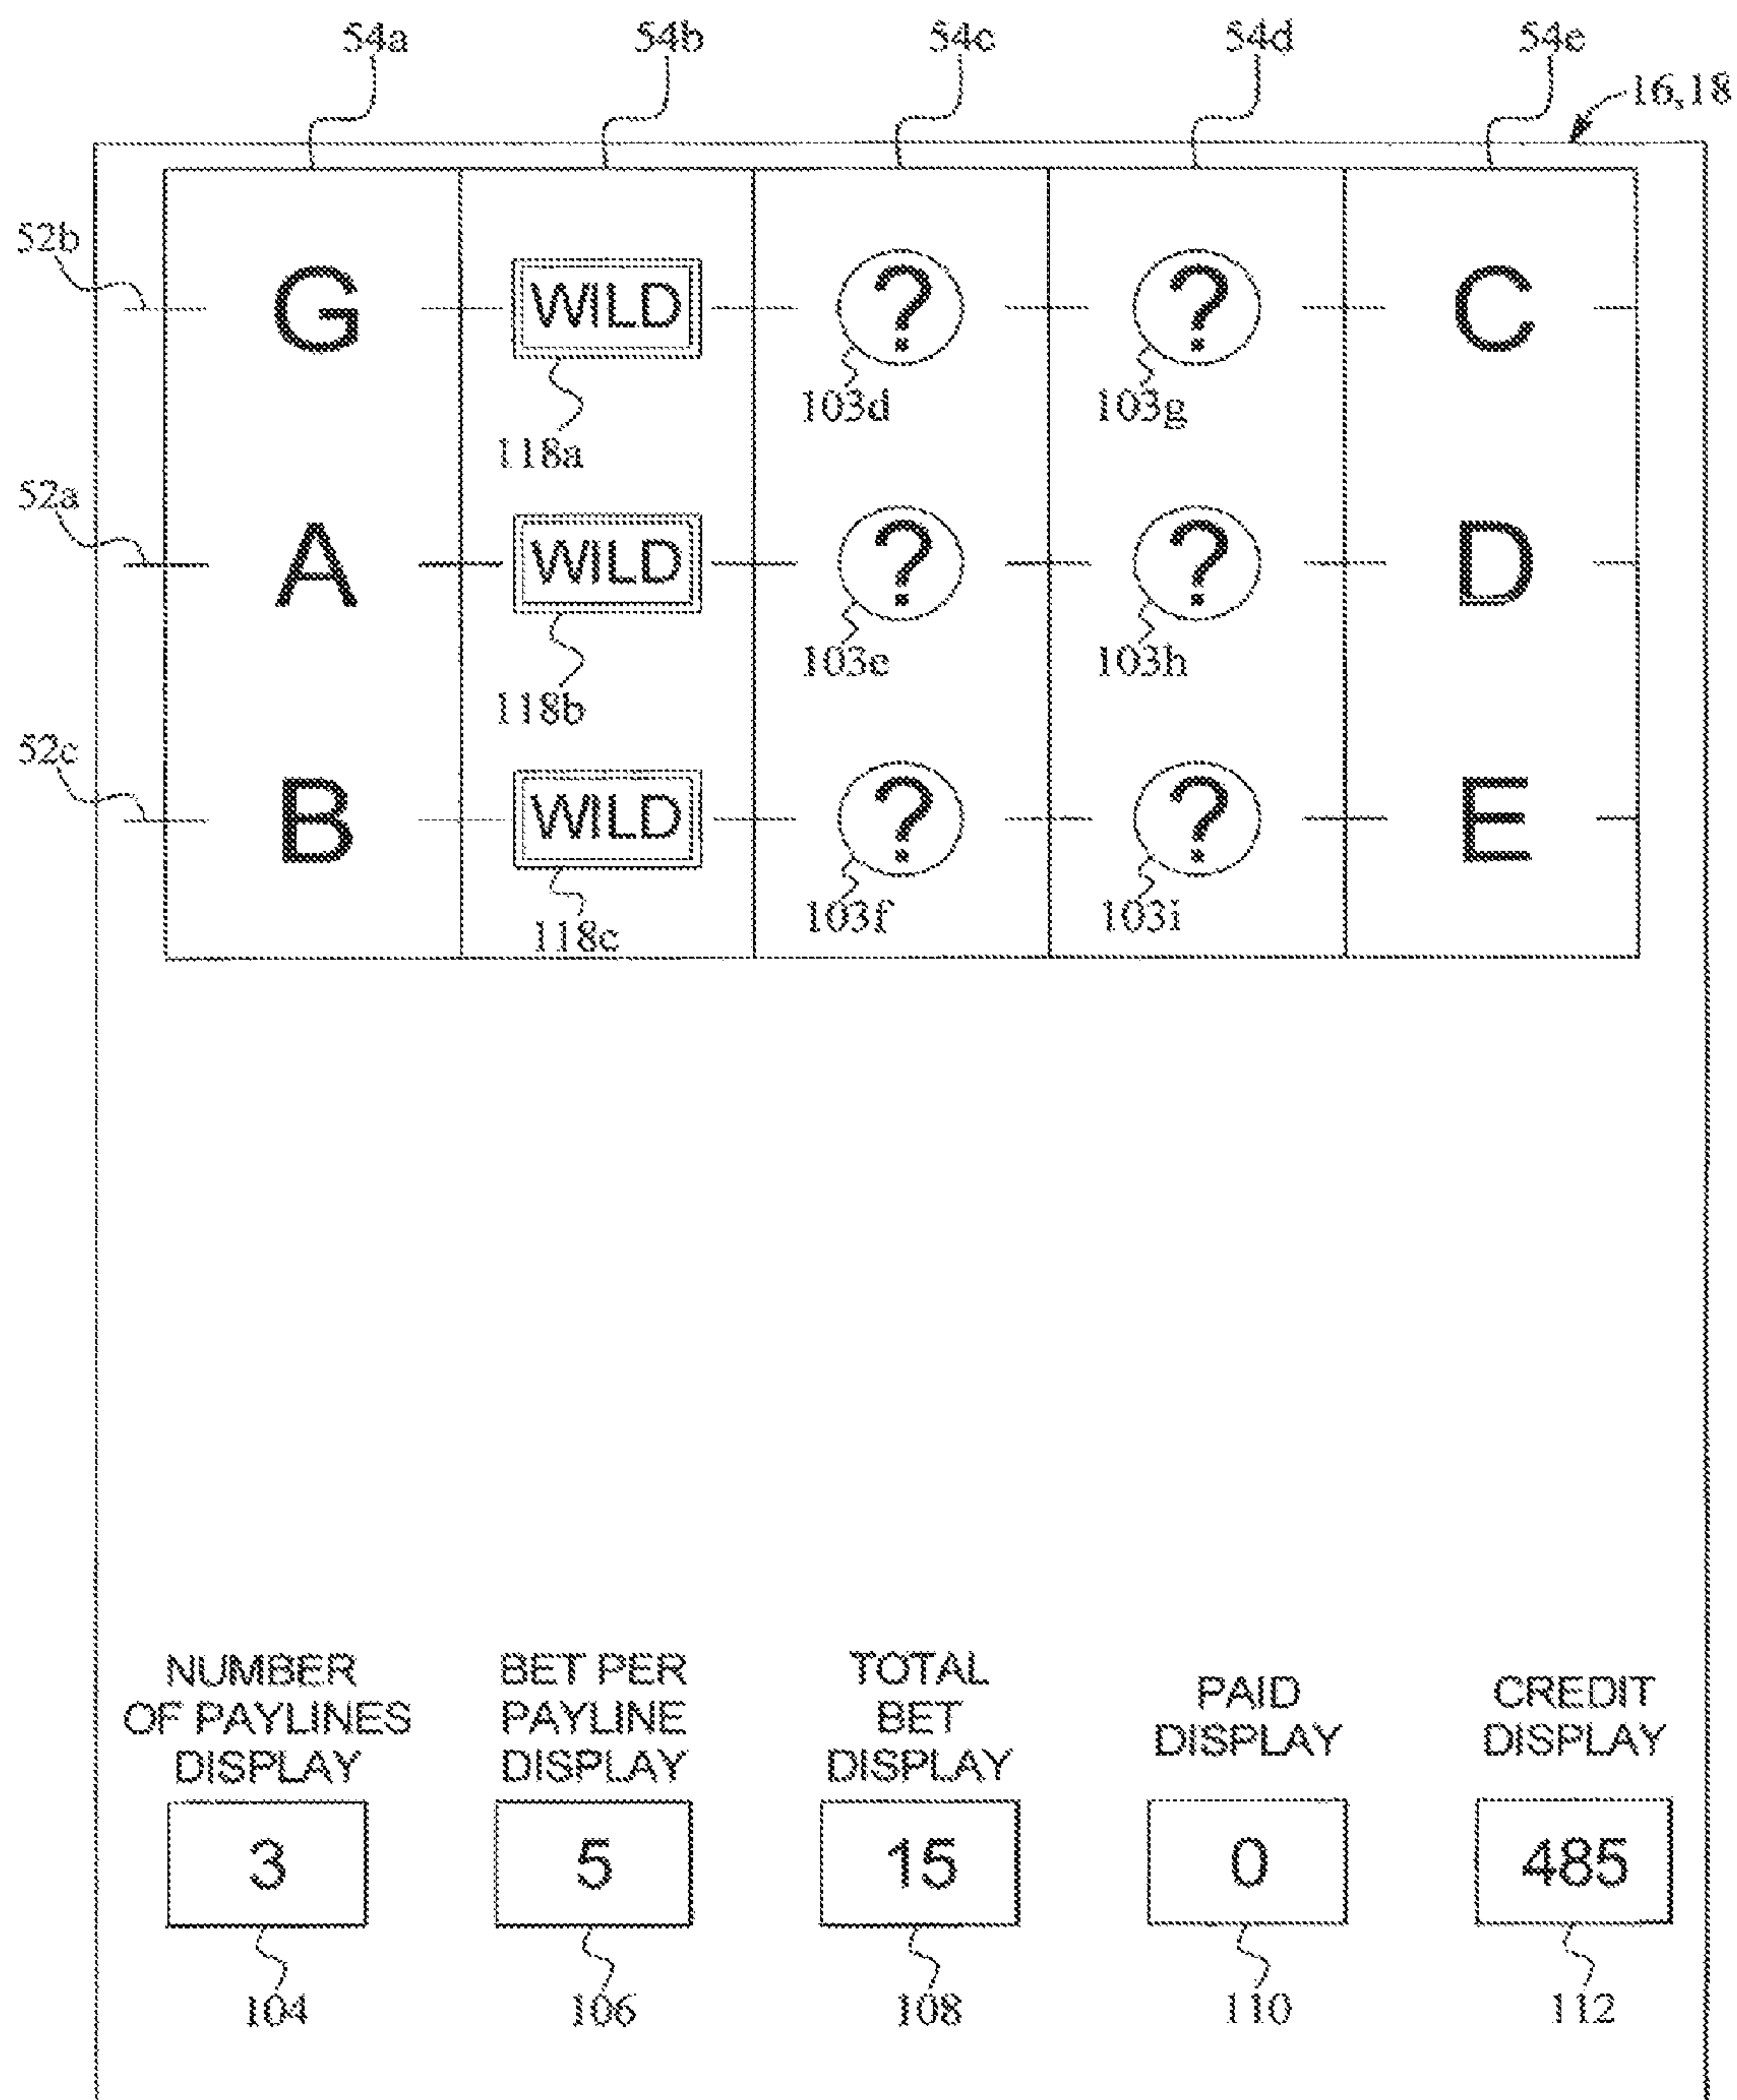 54a 54b 54c 54d 54e
16,18
52b
G WILD ? ? C
103d 103g
118a
52a
A WILD ? ? D
103e 103h
118b
52c
B WILD ? ? E
103f 103i
118c
NUMBER OF PAYLINES DISPLAY
BET PER PAYLINE DISPLAY
TOTAL BET DISPLAY
PAID DISPLAY
CREDIT DISPLAY
3 5 15 0 485
104 106 108 110 112